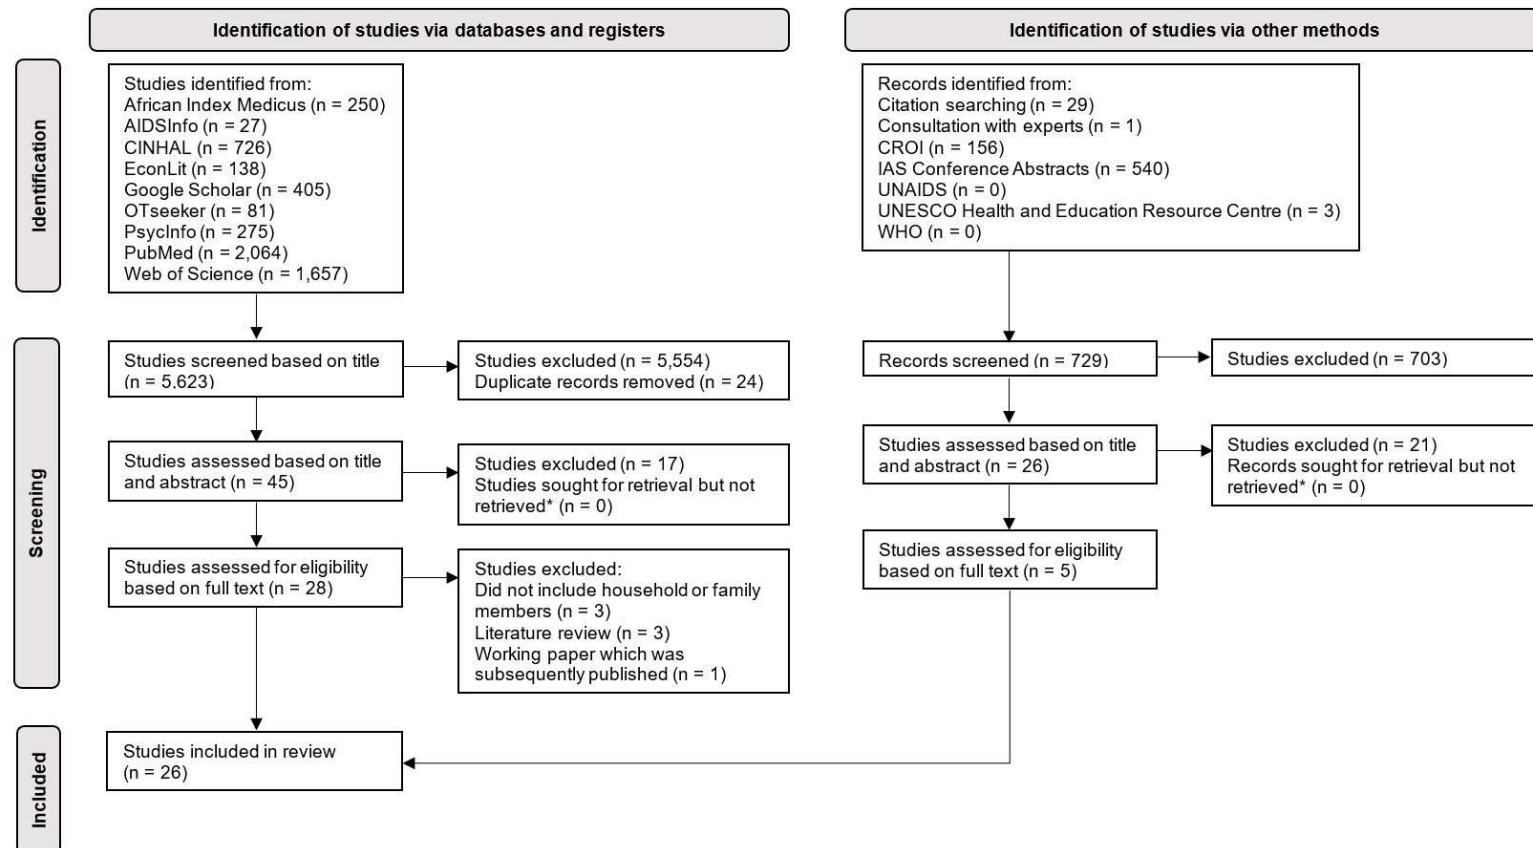 Identification of studies via databases and registers
Identification of studies via other methods
Identification
Studies identified from:
African Index Medicus (n = 250)
AIDSInfo (n = 27)
CINHAL (n = 726)
EconLit (n = 138)
Google Scholar (n = 405)
OTseeker (n = 81)
PsycInfo (n = 275)
PubMed (n = 2,064)
Web of Science (n = 1,657)
Records identified from:
Citation searching (n = 29)
Consultation with experts (n = 1)
CROI (n = 156)
IAS Conference Abstracts (n = 540)
UNAIDS (n = 0)
UNESCO Health and Education Resource Centre (n = 3)
WHO (n = 0)
Screening
Studies screened based on title
(n = 5,623)
Studies excluded (n = 5,554)
Duplicate records removed (n = 24)
Records screened (n = 729)
Studies excluded (n = 703)
Studies assessed based on title
and abstract (n = 45)
Studies excluded (n = 17)
Studies sought for retrieval but not
retrieved* (n = 0)
Studies assessed based on title
and abstract (n = 26)
Studies excluded (n = 21)
Records sought for retrieval but not
retrieved* (n = 0)
Studies assessed for eligibility
based on full text (n = 28)
Studies excluded:
Did not include household or family
members (n = 3)
Literature review (n = 3)
Working paper which was
subsequently published (n = 1)
Studies assessed for eligibility
based on full text (n = 5)
Included
Studies included in review
(n = 26)